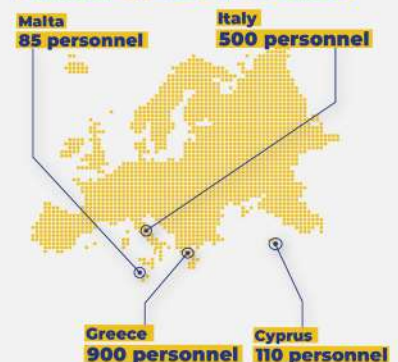 Malta
85 personnel
Italy
500 personnel
Greece
900 personnel
Cyprus
110 personnel